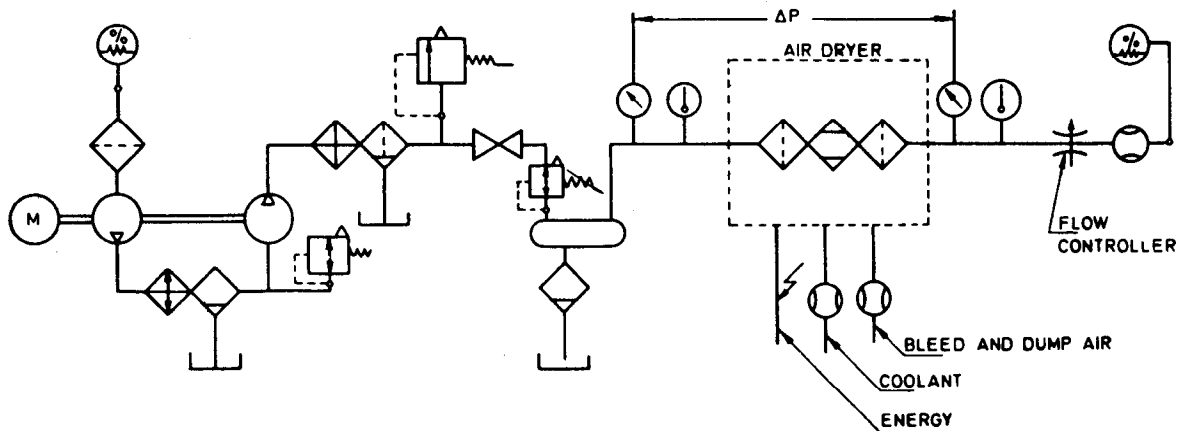 %
ΔP
%
AIR DRYER
M
FLOW
CONTROLLER
BLEED AND DUMP AIR
COOLANT
ENERGY